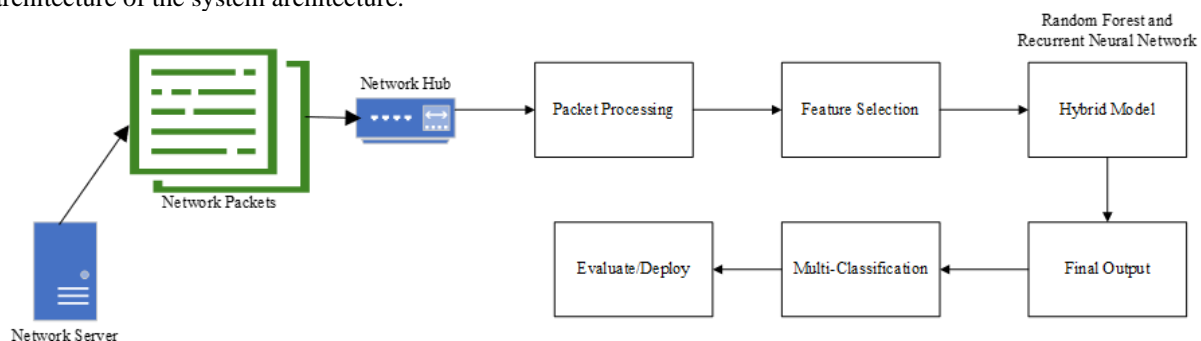 architecture of the system architecture.
Random Forest and
Recurrent Neural Network
Network Hub
Packet Processing
Feature Selection
Hybrid Model
Network Packets
Evaluate/Deploy
Multi-Classification
Final Output
Network Server